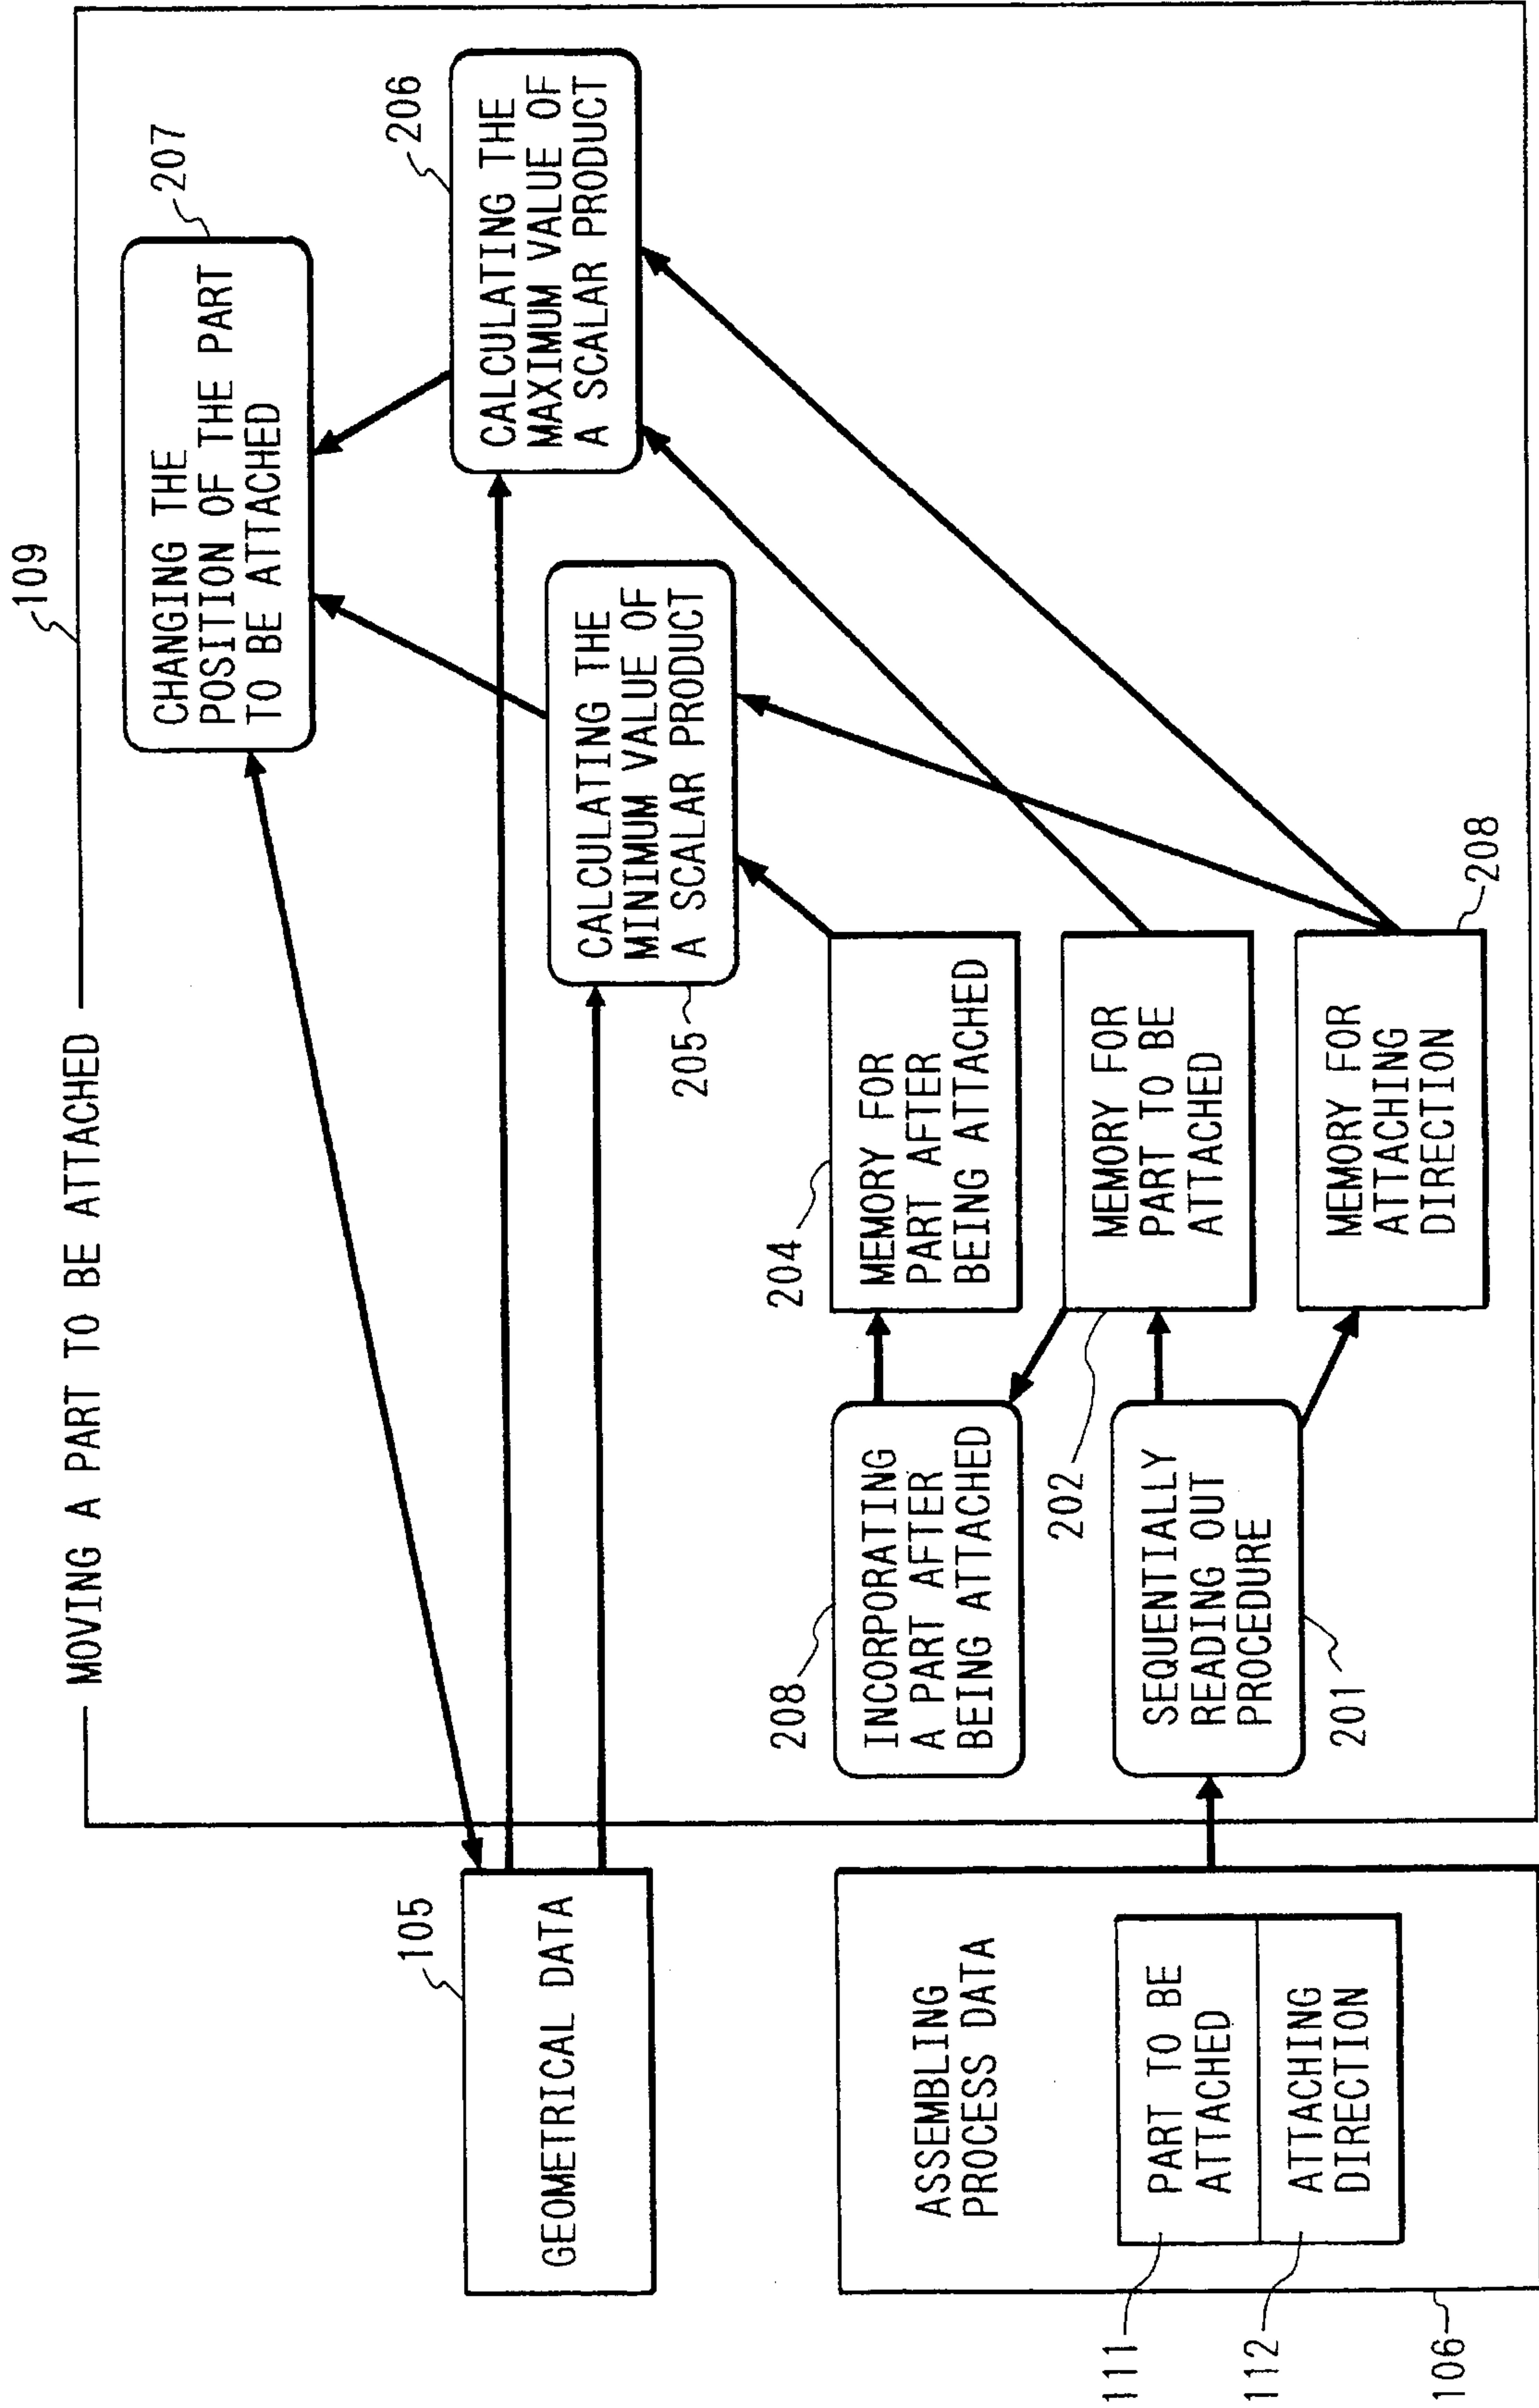 MOVING A PART TO BE ATTACHED
109
CHANGING THE
POSITION OF THE PART
TO BE ATTACHED
207
105
GEOMETRICAL DATA
CALCULATING THE
MAXIMUM VALUE OF
A SCALAR PRODUCT
206
CALCULATING THE
MINIMUM VALUE OF
A SCALAR PRODUCT
205
208
INCORPORATING
A PART AFTER
BEING ATTACHED
204
MEMORY FOR
PART AFTER
BEING ATTACHED
ASSEMBLING
PROCESS DATA
111
PART TO BE
ATTACHED
112
ATTACHING
DIRECTION
106
SEQUENTIALLY
READING OUT
PROCEDURE
201
202
MEMORY FOR
PART TO BE
ATTACHED
MEMORY FOR
ATTACHING
DIRECTION
208